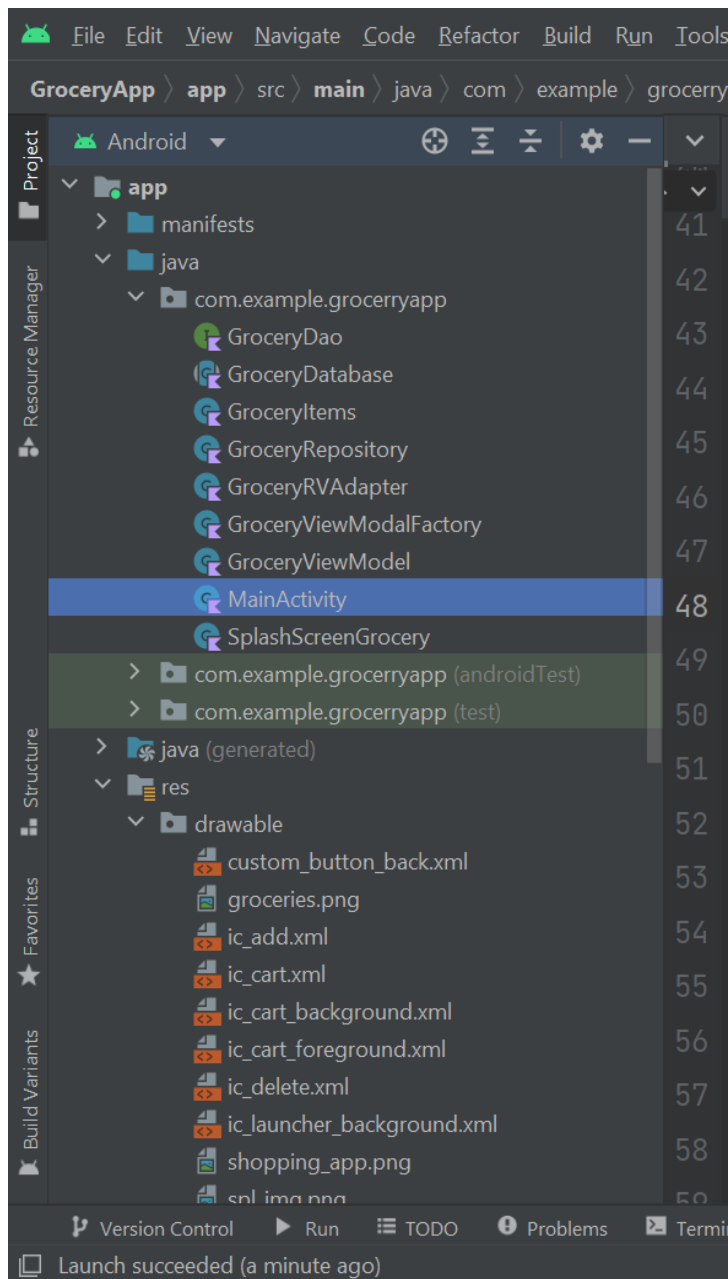 File Edit View Navigate Code Refactor Build Run Tools
GroceryApp app src main java com example grocerry
Project
Android
app
manifests
41
java
42
com.example.grocerryapp
Resource Manager
GroceryDao
43
GroceryDatabase
44
GroceryItems
GroceryRepository
45
GroceryRVAdapter
46
GroceryViewModalFactory
GroceryViewModel
47
MainActivity
48
SplashScreenGrocery
49
com.example.grocerryapp (androidTest)
com.example.grocerryapp (test)
50
java (generated)
51
Structure
res
drawable
52
custom_button_back.xml
53
groceries.png
Favorites
ic_add.xml
54
ic_cart.xml
55
ic_cart_background.xml
ic_cart_foreground.xml
56
Build Variants
ic_delete.xml
57
ic_launcher_background.xml
shopping_app.png
58
spl_img.png
59
Version Control Run TODO Problems Termi
Launch succeeded (a minute ago)